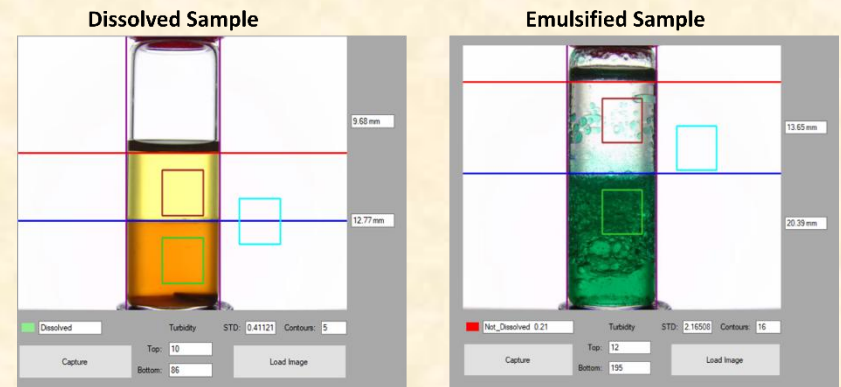 Dissolved Sample
Emulsified Sample
9.68 mm
12.77 mm
Dissolved
Turbidity
STD: 0.41121
Contours: 5
Top: 10
Bottom: 86
Capture
Load Image
13.65 mm
20.39 mm
Not_Dissolved 0.21
Turbidity
STD: 2.16508
Contours: 16
Top: 12
Bottom: 195
Capture
Load Image